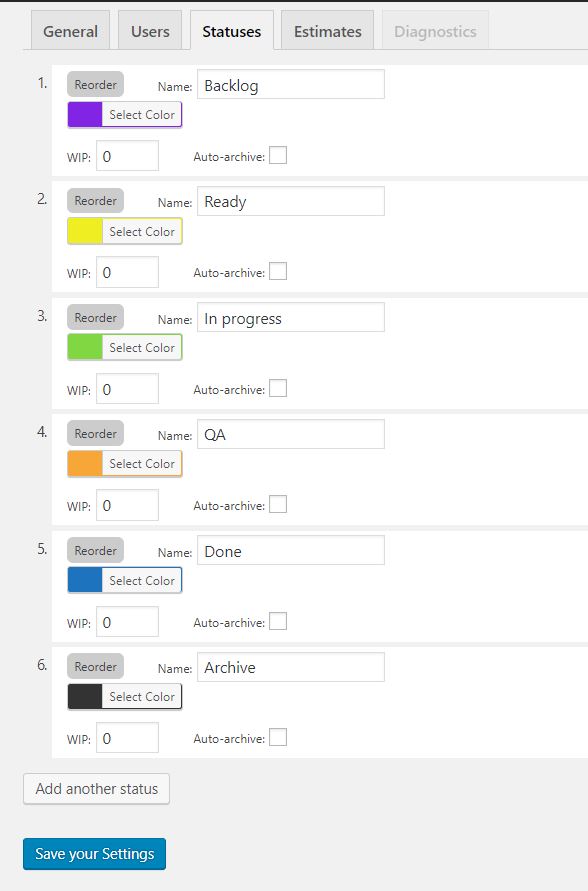 General Users Statuses Estimates Diagnostics
1. Reorder Name: Backlog
Select Color
WIP: 0 Auto-archive:
2. Reorder Name: Ready
Select Color
WIP: 0 Auto-archive:
3. Reorder Name: In progress
Select Color
WIP: 0 Auto-archive:
4. Reorder Name: QA
Select Color
WIP: 0 Auto-archive:
5. Reorder Name: Done
Select Color
WIP: 0 Auto-archive:
6. Reorder Name: Archive
Select Color
WIP: 0 Auto-archive:
Add another status
Save your Settings